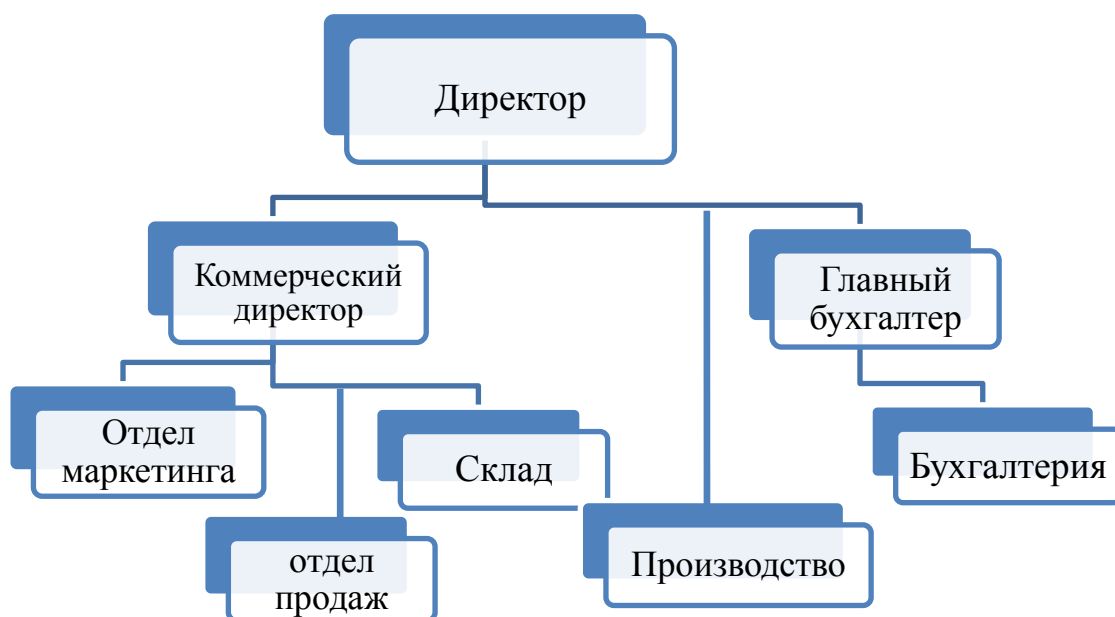 Директор
Коммерческий
директор
Главный
бухгалтер
Отдел
маркетинга
Склад
Бухгалтерия
отдел
продаж
Производство